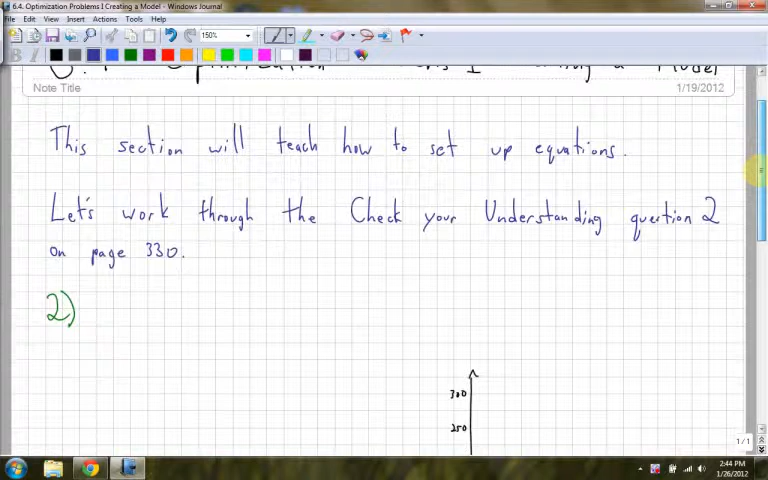 6.4. Optimization Problems I Creating a Model - Windows Journal
File Edit View Insert Actions Tools Help
150%
B I
Model
Note Title
1/19/2012
This section will teach how to set up equations.
Let's work through the Check your Understanding question 2
on page 330.
2)
300
250
1/1
2:44 PM
1/26/2012